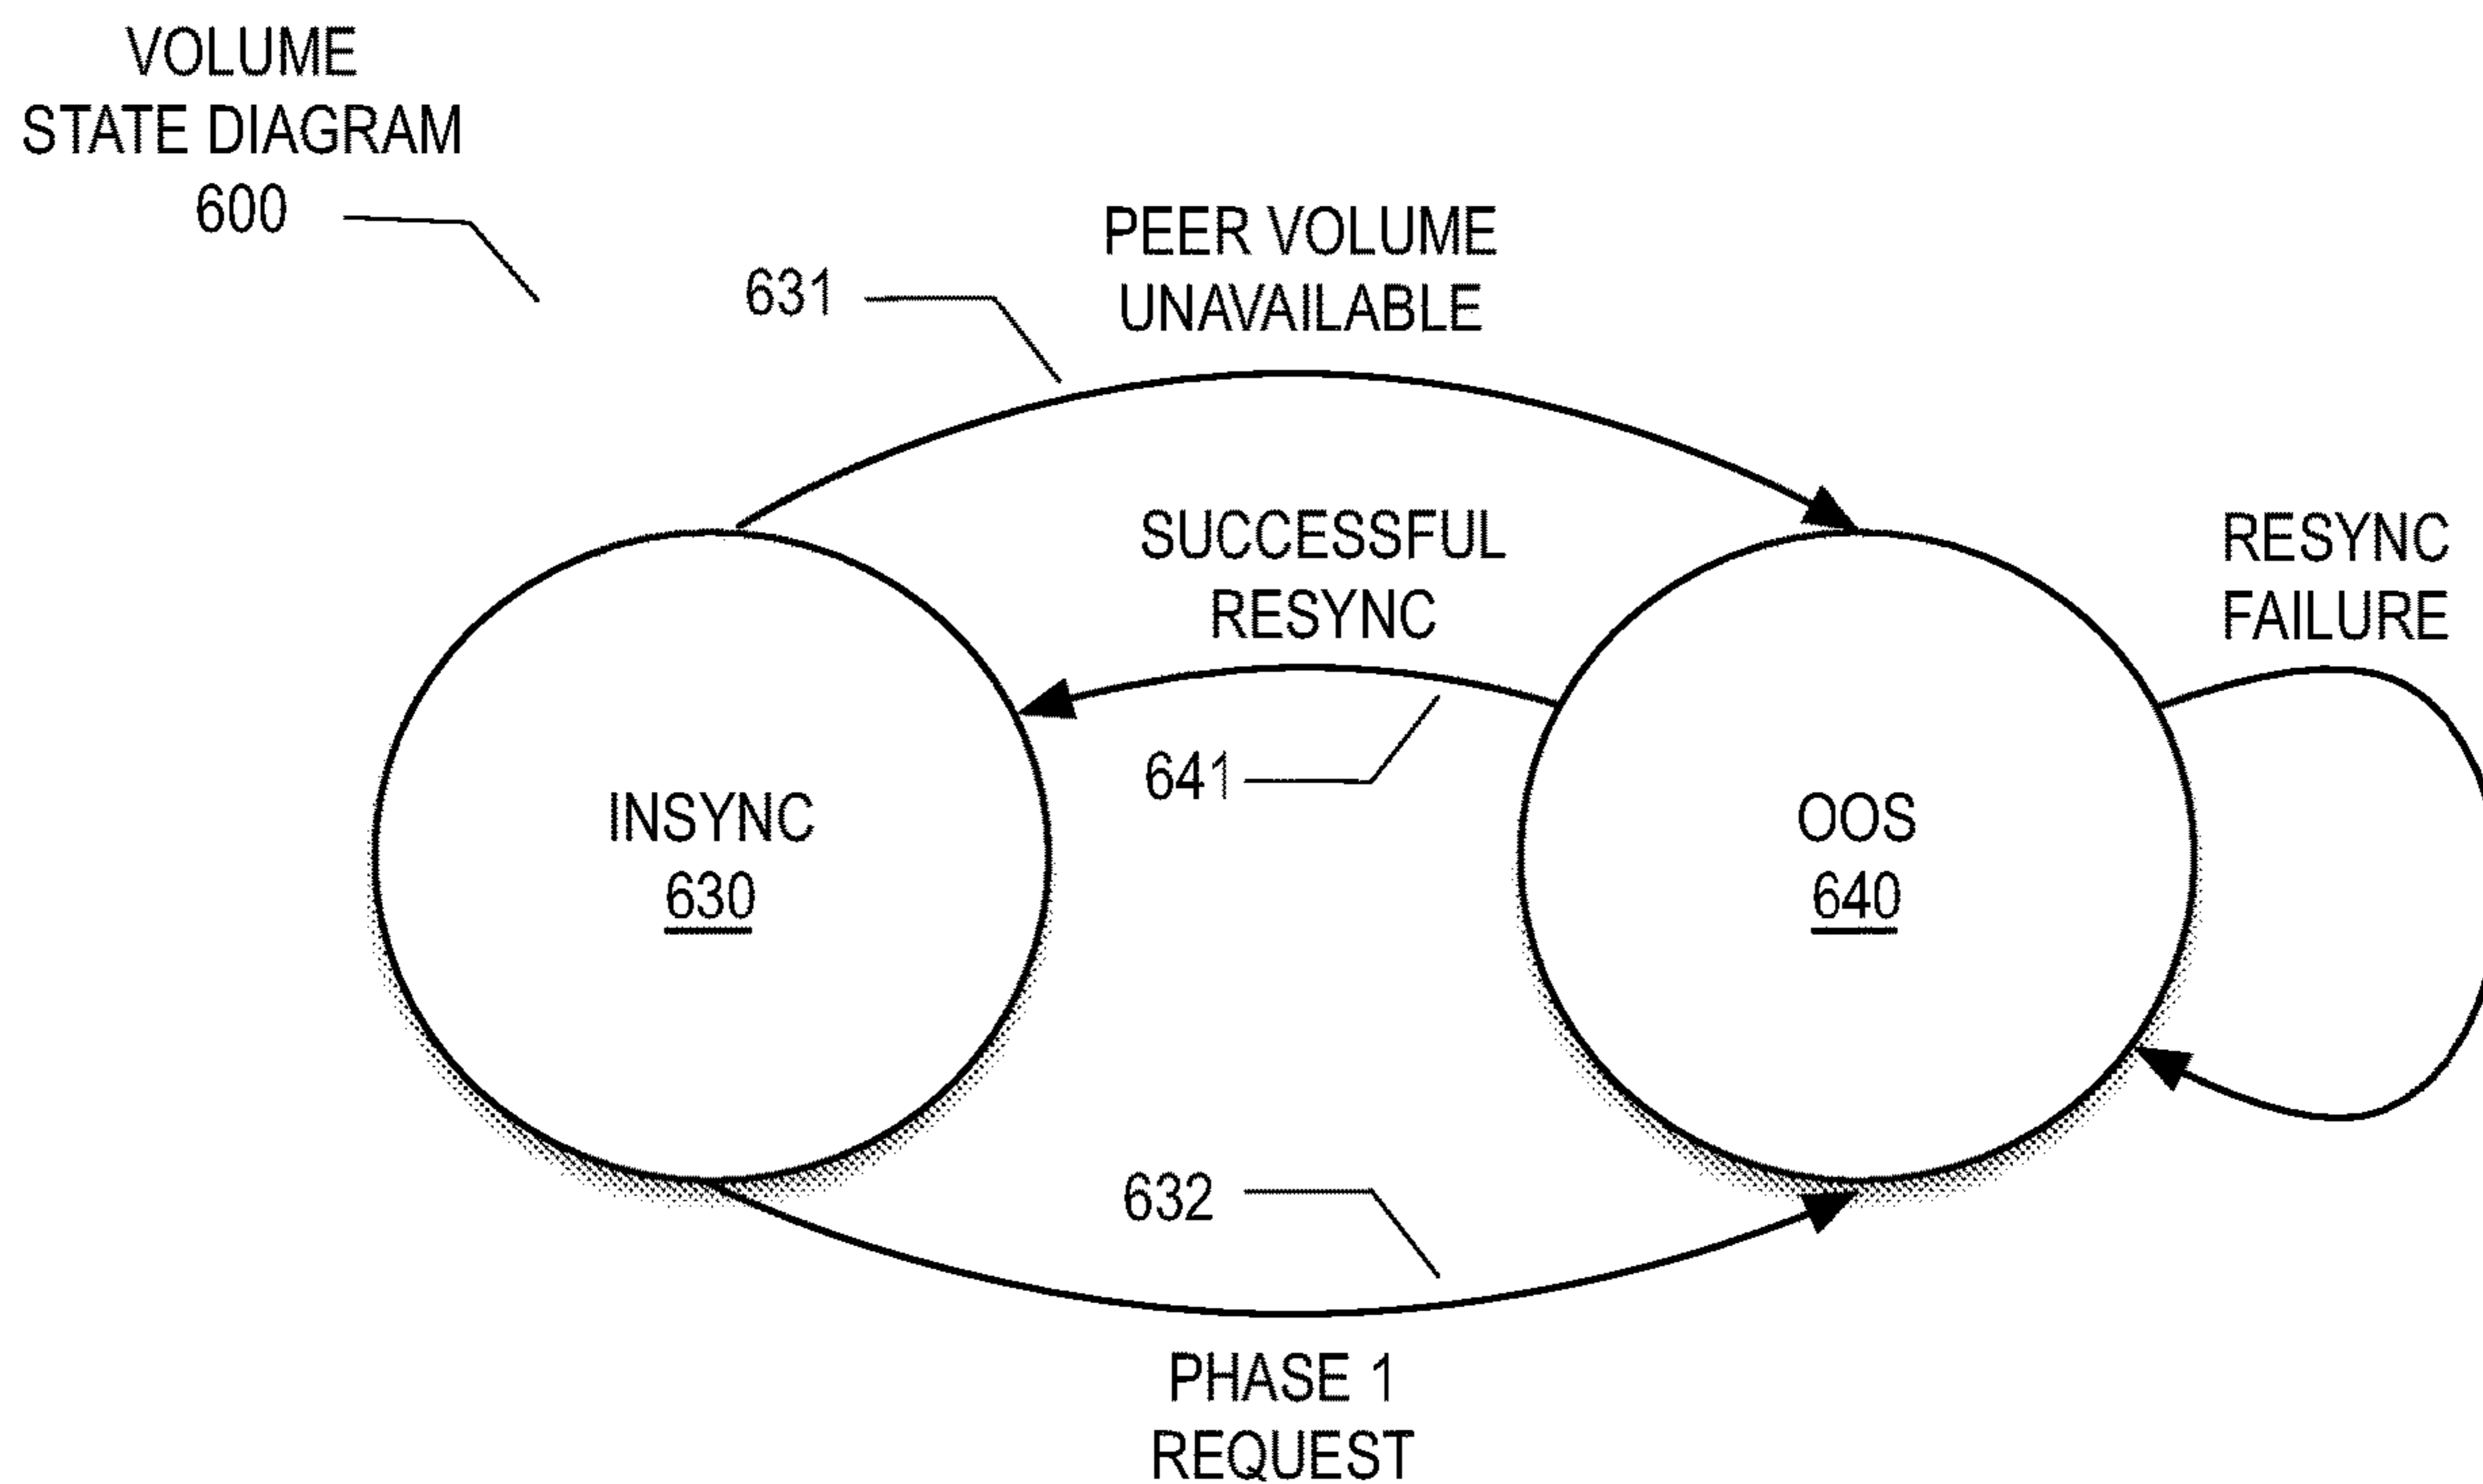 VOLUME
STATE DIAGRAM
600
631
PEER VOLUME
UNAVAILABLE
SUCCESSFUL
RESYNC
641
RESYNC
FAILURE
INSYNC
630
OOS
640
632
PHASE 1
REQUEST